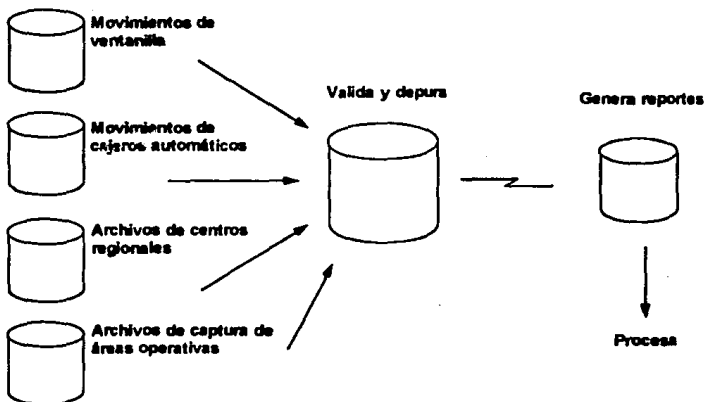 Movimientos de
ventanilla
Valida y depura
Genera reportes
Movimientos de
cajeros automáticos
Archivos de centros
regionales
Archivos de captura de
áreas operativas
Procesa